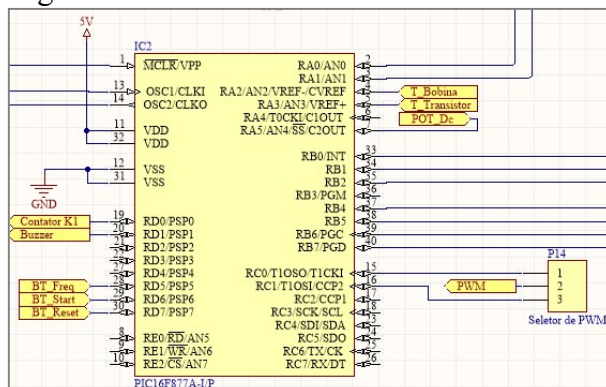 5V
IC2
1 MCLR/VPP RA0/AN0 2
RA1/AN1
13 OSC1/CLKI RA2/AN2/VREF-/CVREF 4 T_Bobina
14 OSC2/CLKO RA3/AN3/VREF+ 5 T_Transistor
RA4/T0CKI/C1OUT 6 POT_Dc
11 VDD RA5/AN4/SS/C2OUT 7
32 VDD
RB0/INT 33
12 VSS RB1 34
31 VSS RB2 35
GND
RB3/PGM 36
RB4 37
Contator K1 19 RD0/PSP0 RB5 38
Buzzer 20 RD1/PSP1 RB6/PGC 39
21 RD2/PSP2 RB7/PGD 40
22 RD3/PSP3 P14
27 RD4/PSP4 RC0/T1OSO/T1CKI 15 1
BT_Freq 28 RD5/PSP5 RC1/T1OSI/CCP2 16 PWM 2
BT_Start 29 RD6/PSP6 RC2/CCP1 3
BT_Reset 30 RD7/PSP7 RC3/SCK/SCL 18
RC4/SDI/SDA Seletor de PWM
8 RE0/RD/AN5 RC5/SDO
9 RE1/WR/AN6 RC6/TX/CK
10 RE2/CS/AN7 RC7/RX/DT
PIC16F877A-I/P